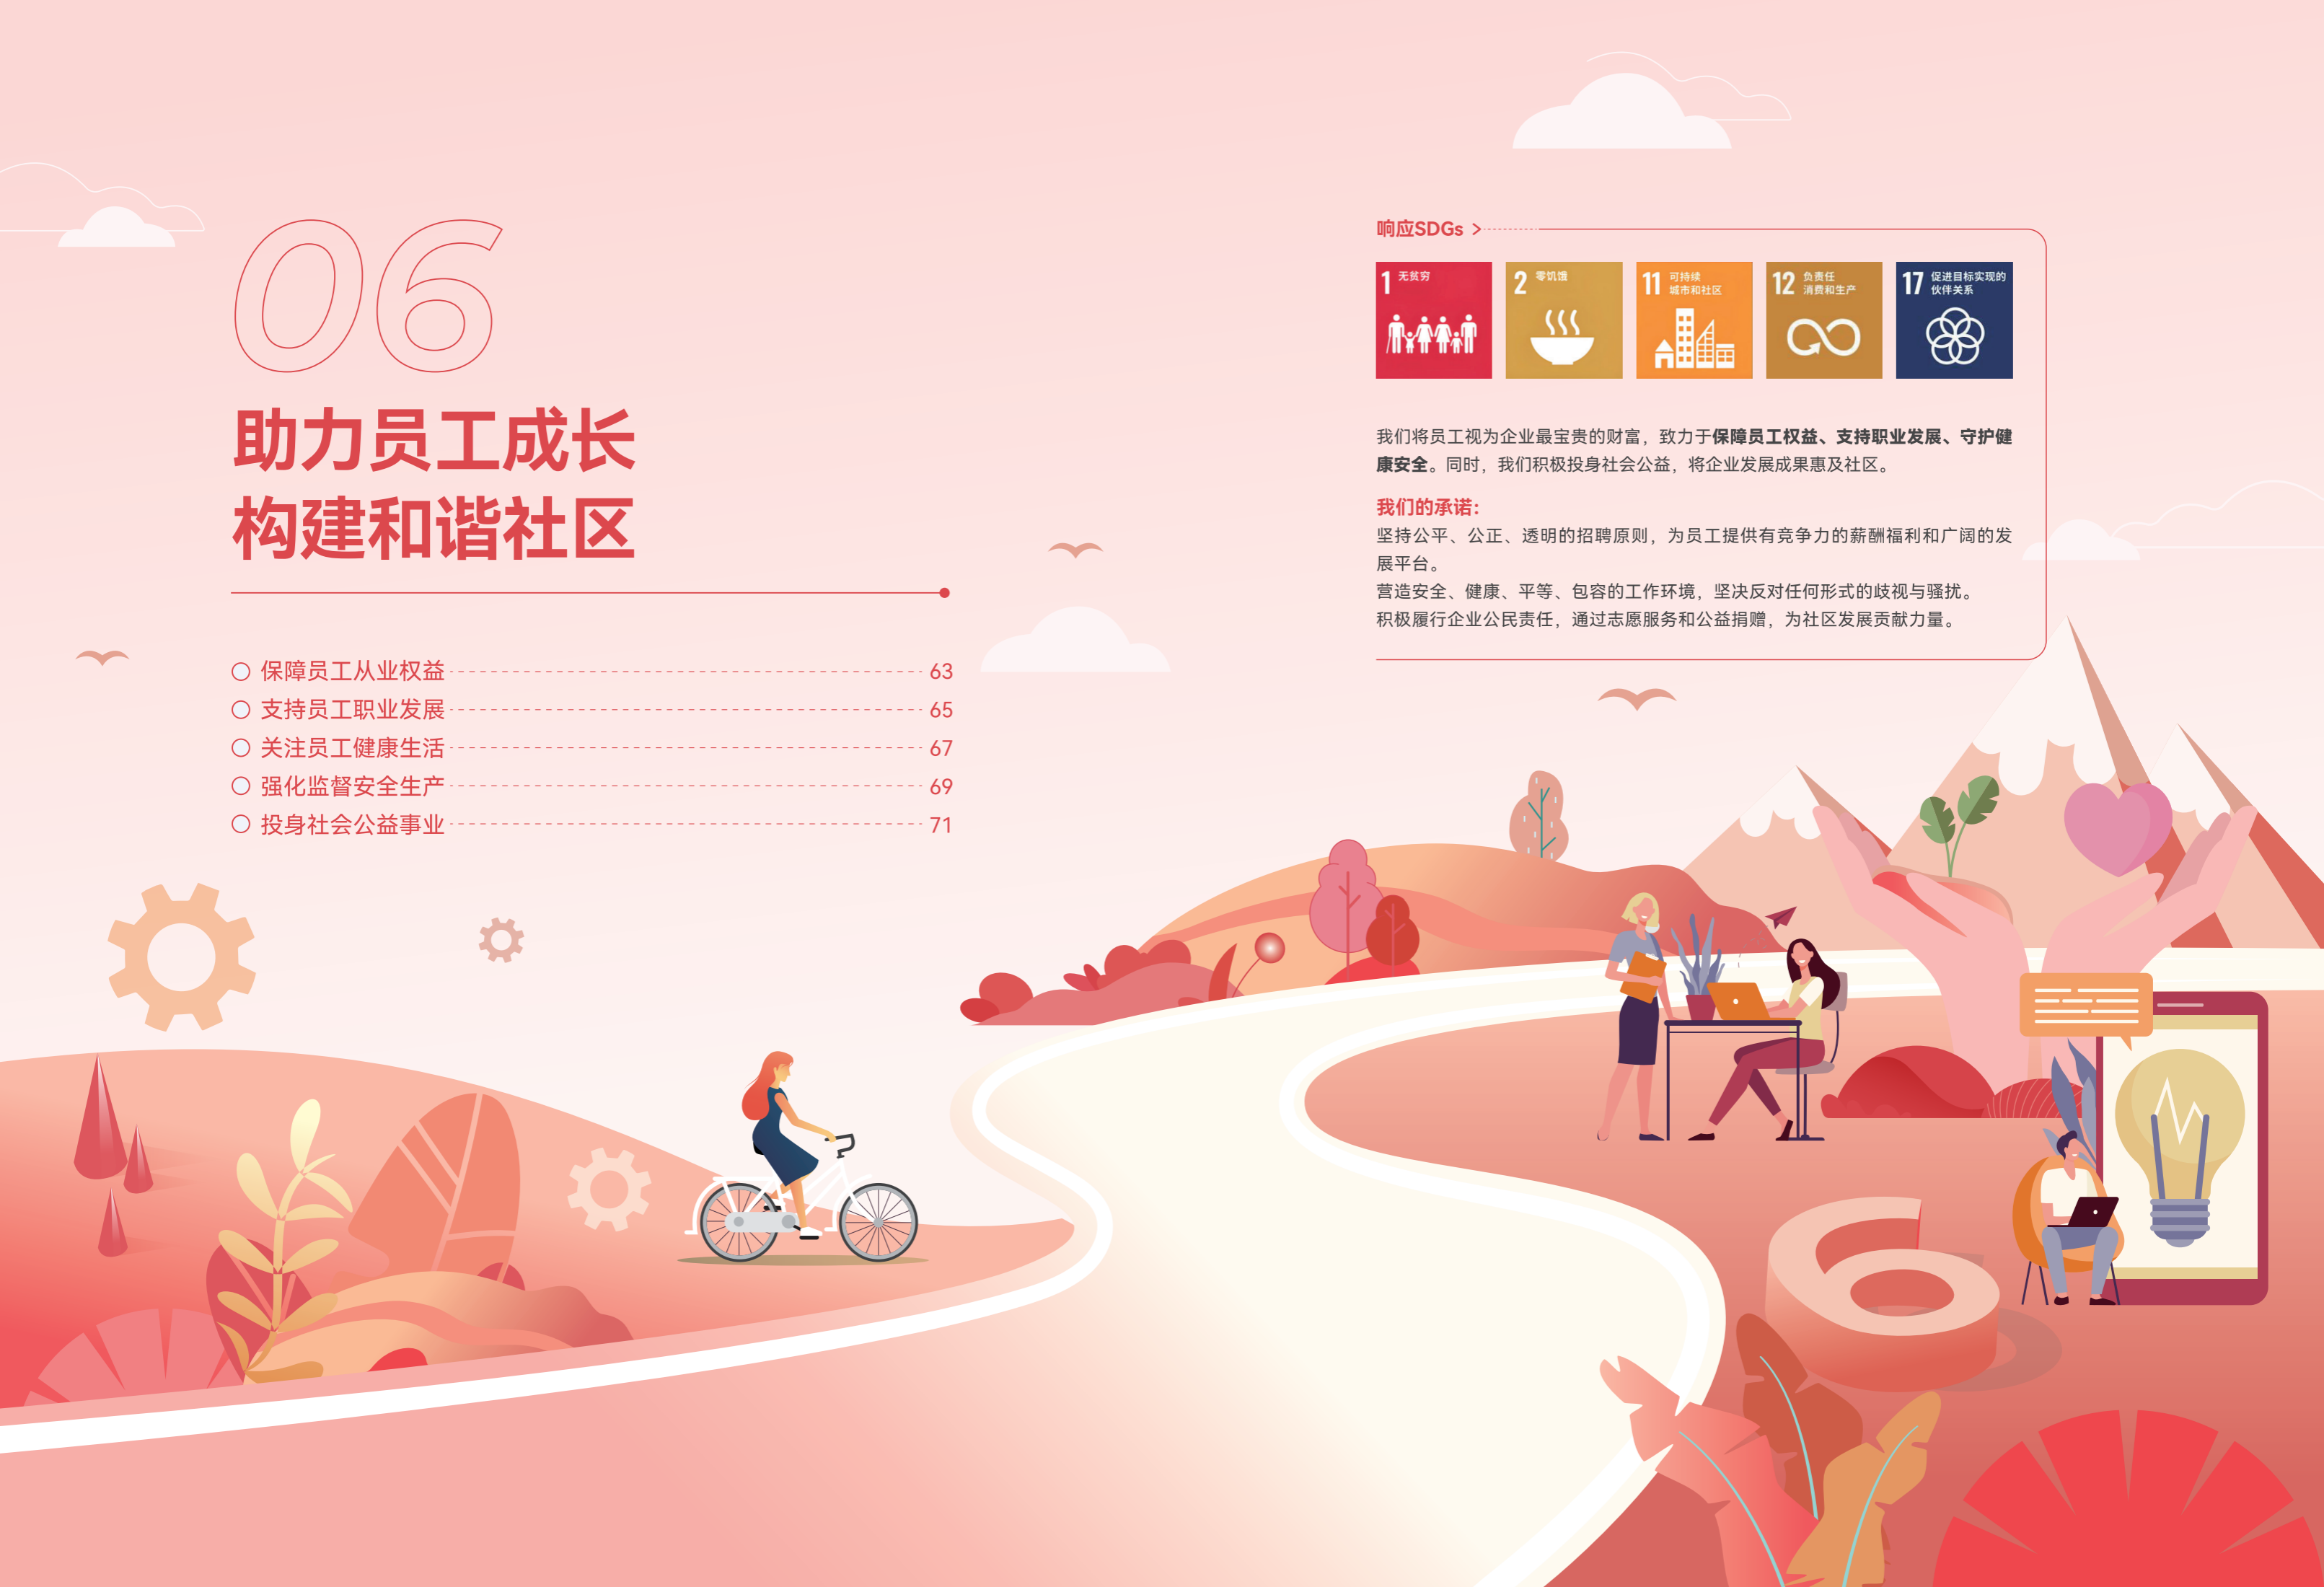 06
助力员工成长
构建和谐社区
保障员工从业权益 63
支持员工职业发展 65
关注员工健康生活 67
强化监督安全生产 69
投身社会公益事业 71
响应SDGs
1 无贫穷
2 零饥饿
11 可持续
城市和社区
12 负责任
消费和生产
17 促进目标实现的
伙伴关系
我们将员工视为企业最宝贵的财富，致力于保障员工权益、支持职业发展、守护健
康安全。同时，我们积极投身社会公益，将企业发展成果惠及社区。
我们的承诺：
坚持公平、公正、透明的招聘原则，为员工提供有竞争力的薪酬福利和广阔的发
展平台。
营造安全、健康、平等、包容的工作环境，坚决反对任何形式的歧视与骚扰。
积极履行企业公民责任，通过志愿服务和公益捐赠，为社区发展贡献力量。
6